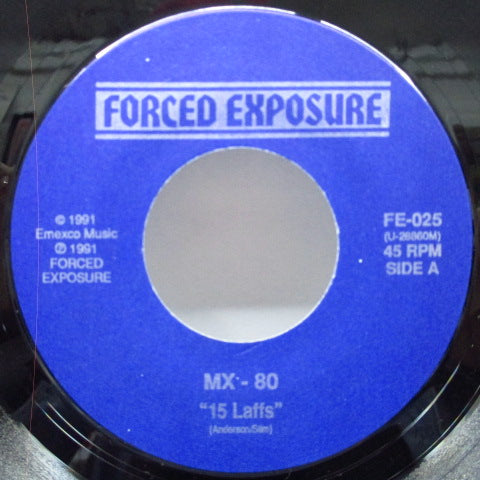 FORCED EXPOSURE
© 1991
Emexco Music
℗ 1991
FORCED
EXPOSURE
FE-025
(U-26860M)
45 RPM
SIDE A
MX - 80
"15 Laffs"
(Anderson/Slim)